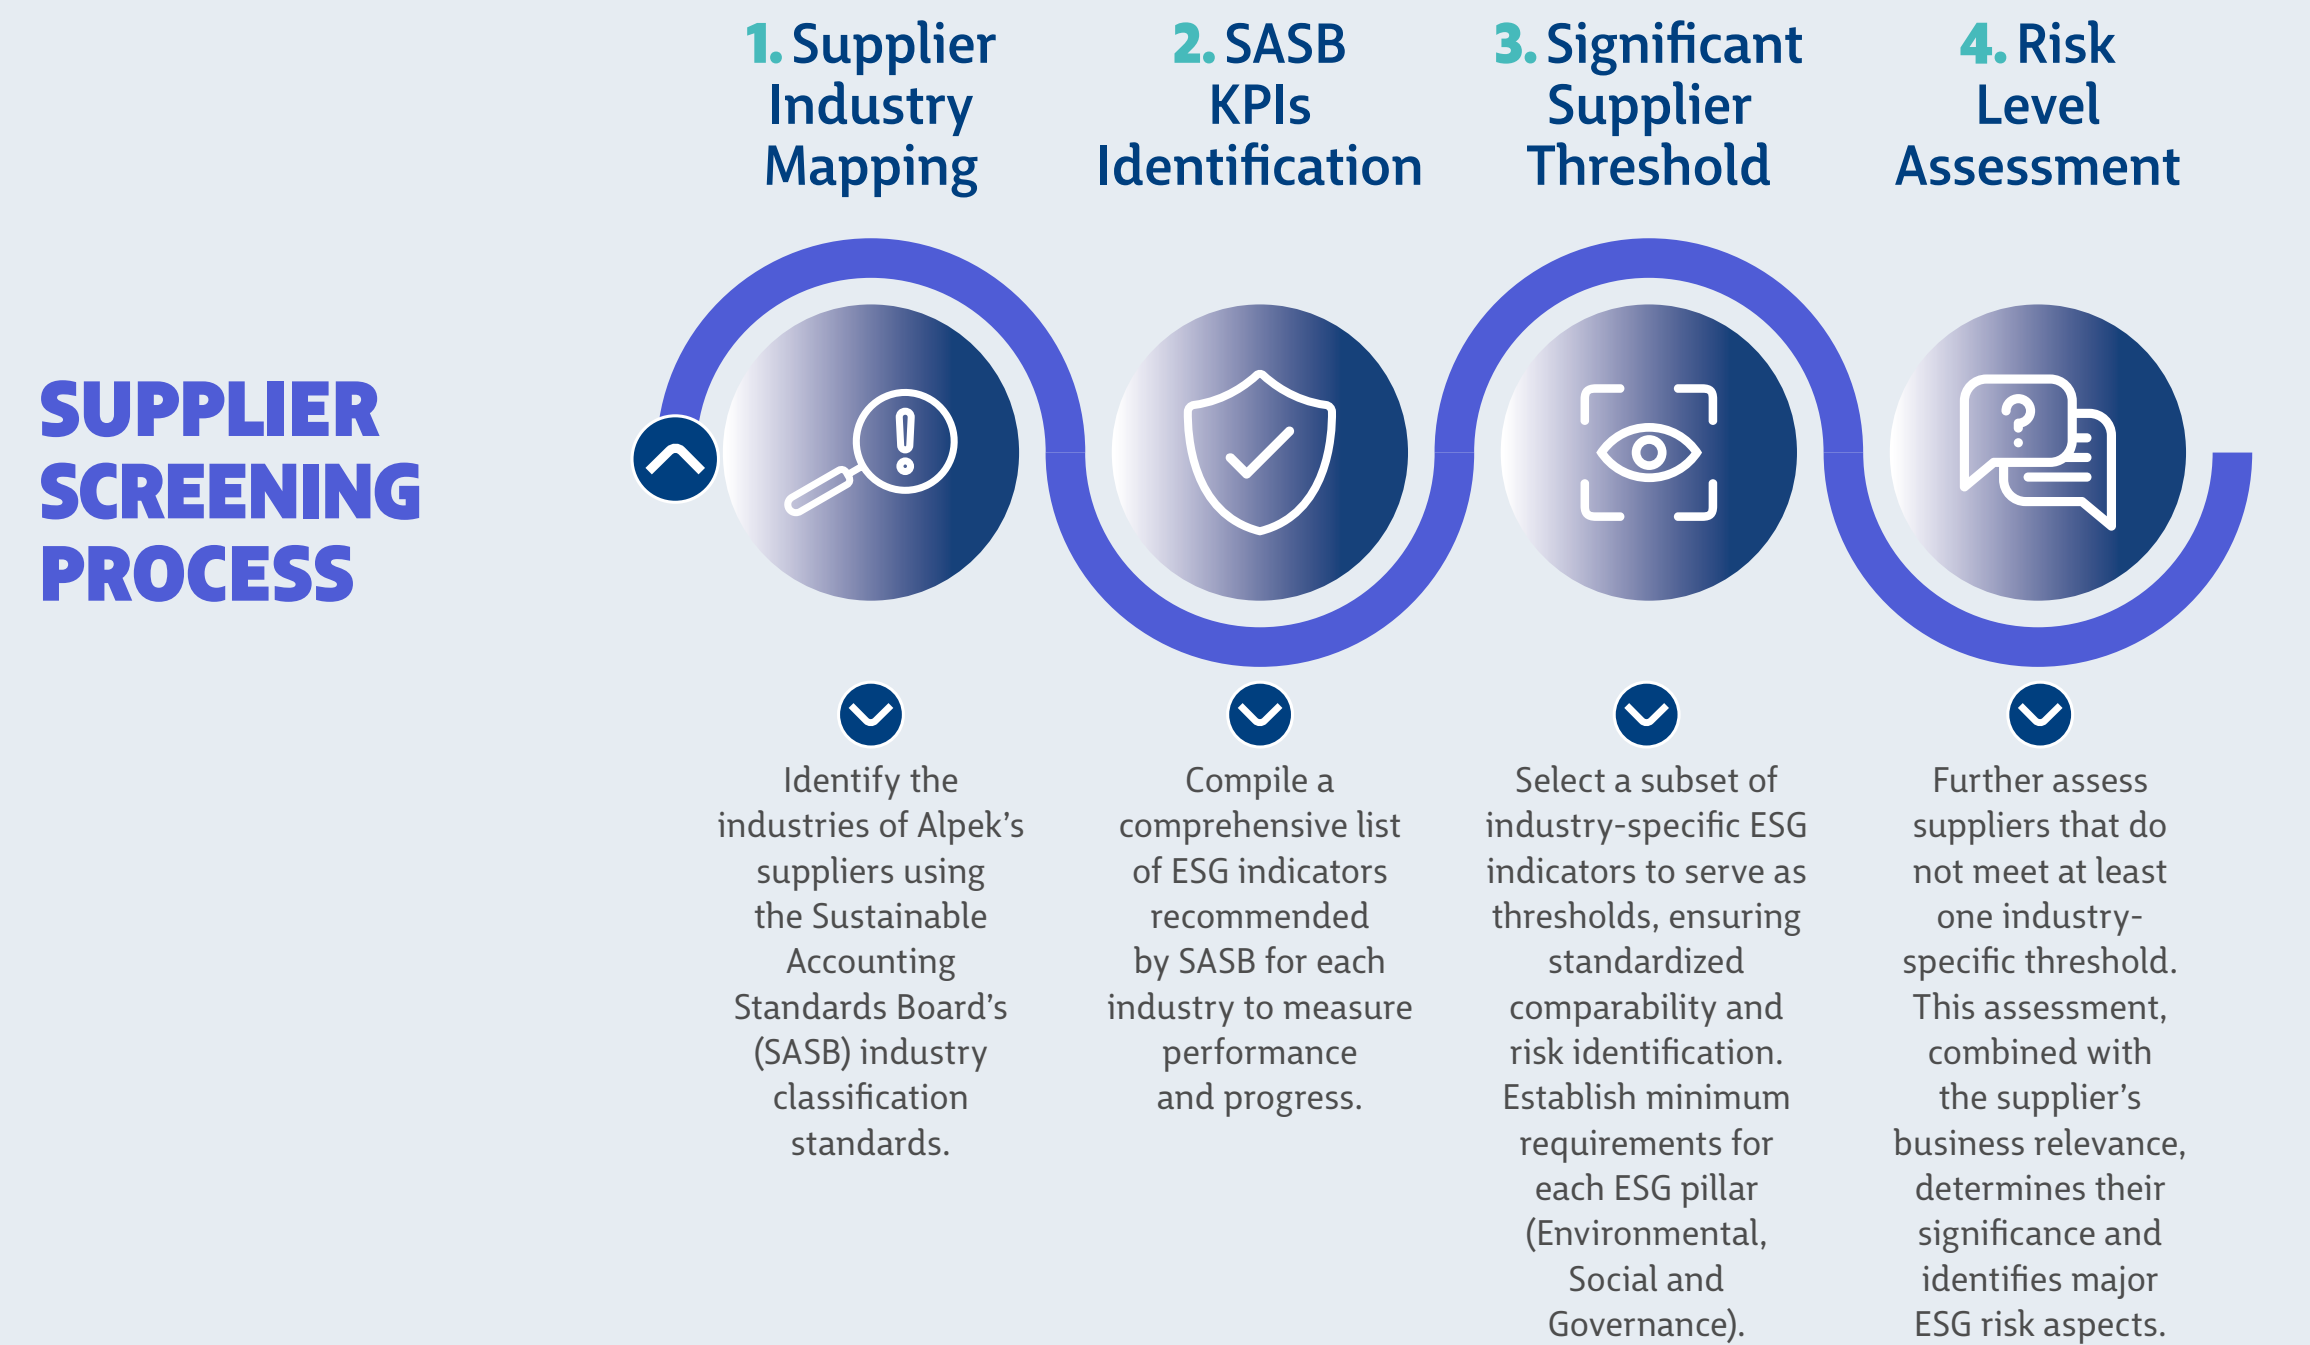 SUPPLIER
SCREENING
PROCESS
1. Supplier
Industry
Mapping
Identify the
industries of Alpek’s
suppliers using
the Sustainable
Accounting
Standards Board’s
(SASB) industry
classification
standards.
2. SASB
KPIs
Identification
Compile a
comprehensive list
of ESG indicators
recommended
by SASB for each
industry to measure
performance
and progress.
3. Significant
Supplier
Threshold
Select a subset of
industry-specific ESG
indicators to serve as
thresholds, ensuring
standardized
comparability and
risk identification.
Establish minimum
requirements for
each ESG pillar
(Environmental,
Social and
Governance).
4. Risk
Level
Assessment
Further assess
suppliers that do
not meet at least
one industry-
specific threshold.
This assessment,
combined with
the supplier’s
business relevance,
determines their
significance and
identifies major
ESG risk aspects.